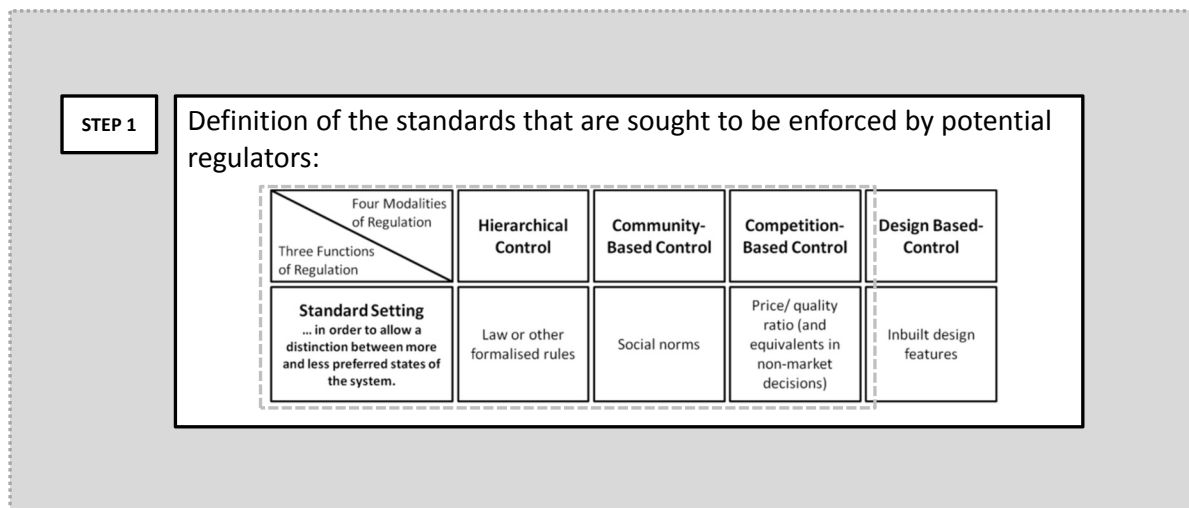 STEP 1
Definition of the standards that are sought to be enforced by potential
regulators:
Four Modalities
of Regulation
Three Functions
of Regulation
Hierarchical
Control
Community-
Based Control
Competition-
Based Control
Design Based-
Control
Standard Setting
... in order to allow a
distinction between more
and less preferred states of
the system.
Law or other
formalised rules
Social norms
Price/ quality
ratio (and
equivalents in
non-market
decisions)
Inbuilt design
features